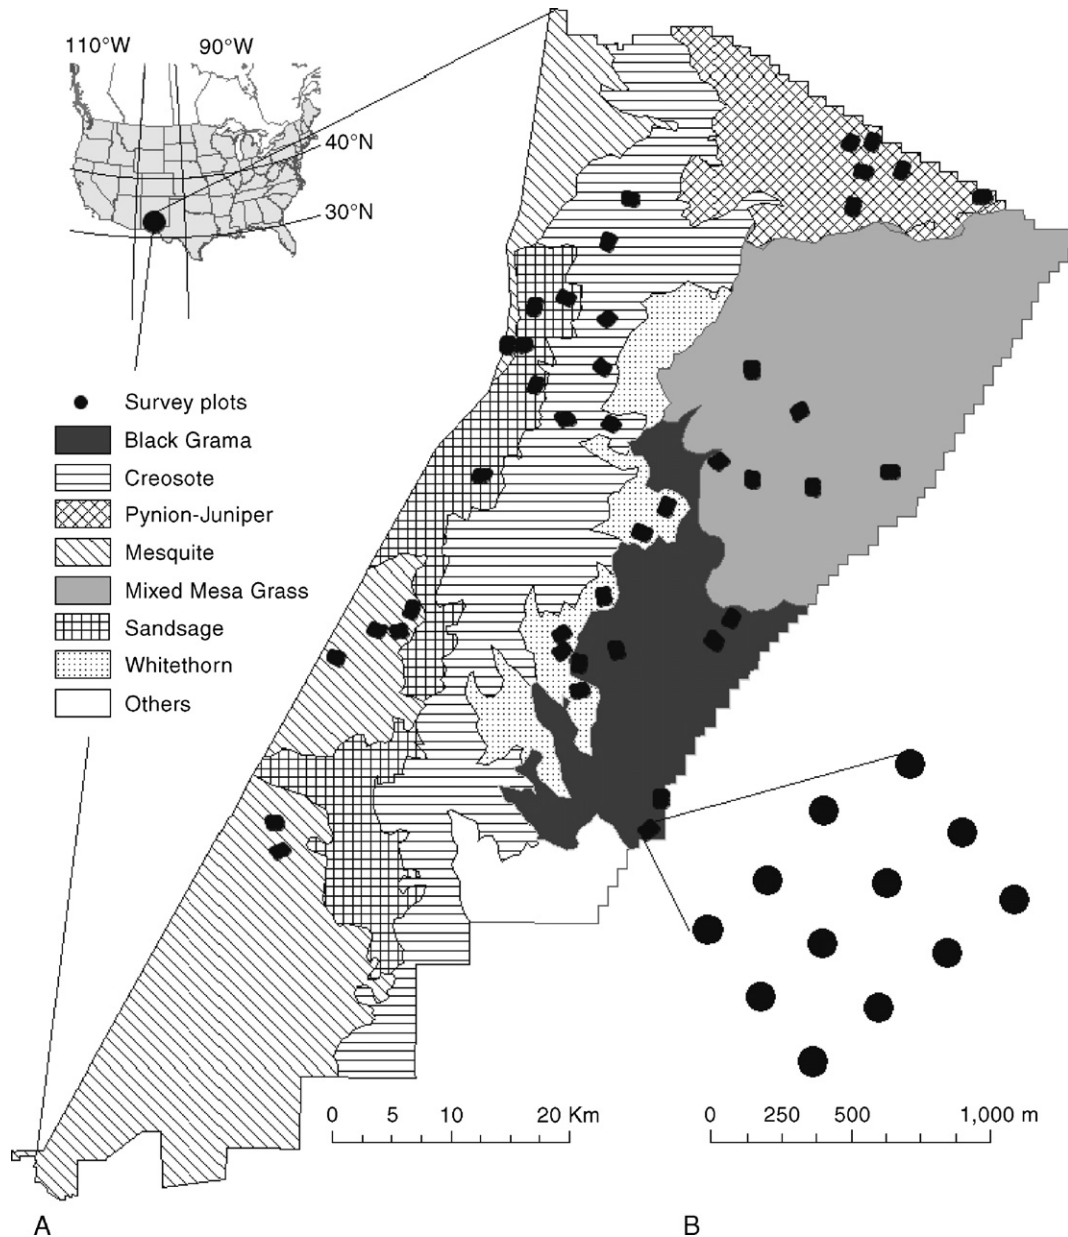 110°W 90°W
40°N
30°N
Survey plots
Black Grama
Creosote
Pynion-Juniper
Mesquite
Mixed Mesa Grass
Sandsage
Whitethorn
Others
0 5 10 20 Km
0 250 500 1,000 m
A B